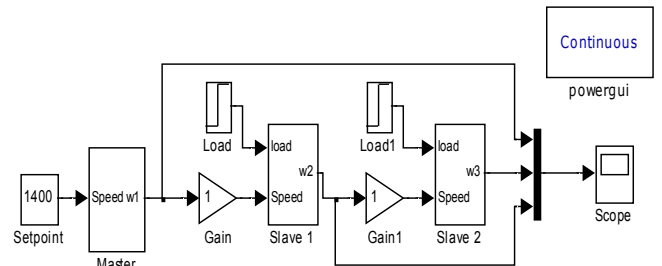 Continuous
powergui
Load
Load1
load
w2
Speed
load
w3
Speed
1400
Speed w1
1
1
Setpoint
Master
Gain
Slave 1
Gain1
Slave 2
Scope